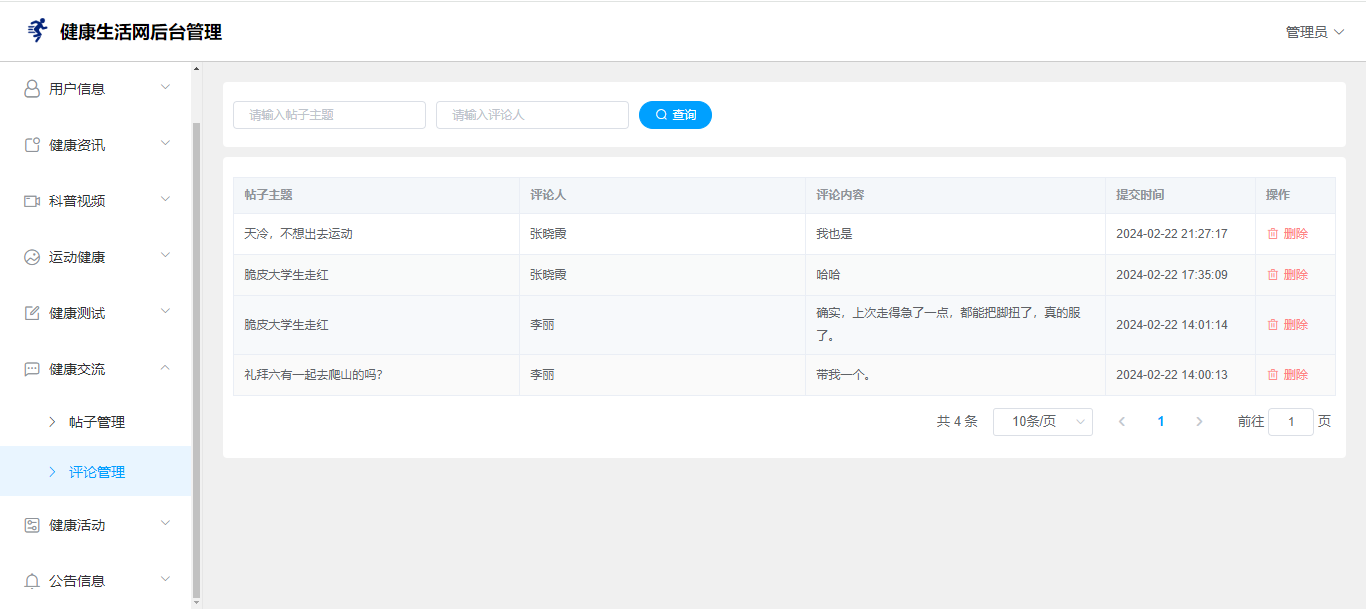 健康生活网后台管理
管理员
用户信息
健康资讯
科普视频
运动健康
健康测试
健康交流
帖子管理
评论管理
健康活动
公告信息
请输入帖子主题 请输入评论人 查询
帖子主题 评论人 评论内容 提交时间 操作
天冷，不想出去运动 张晓霞 我也是 2024-02-22 21:27:17 删除
脆皮大学生走红 张晓霞 哈哈 2024-02-22 17:35:09 删除
脆皮大学生走红 李丽 确实，上次走得急了一点，都能把脚扭了，真的服
了。 2024-02-22 14:01:14 删除
礼拜六有一起去爬山的吗? 李丽 带我一个。 2024-02-22 14:00:13 删除
共 4 条 10条/页 1 前往 1 页